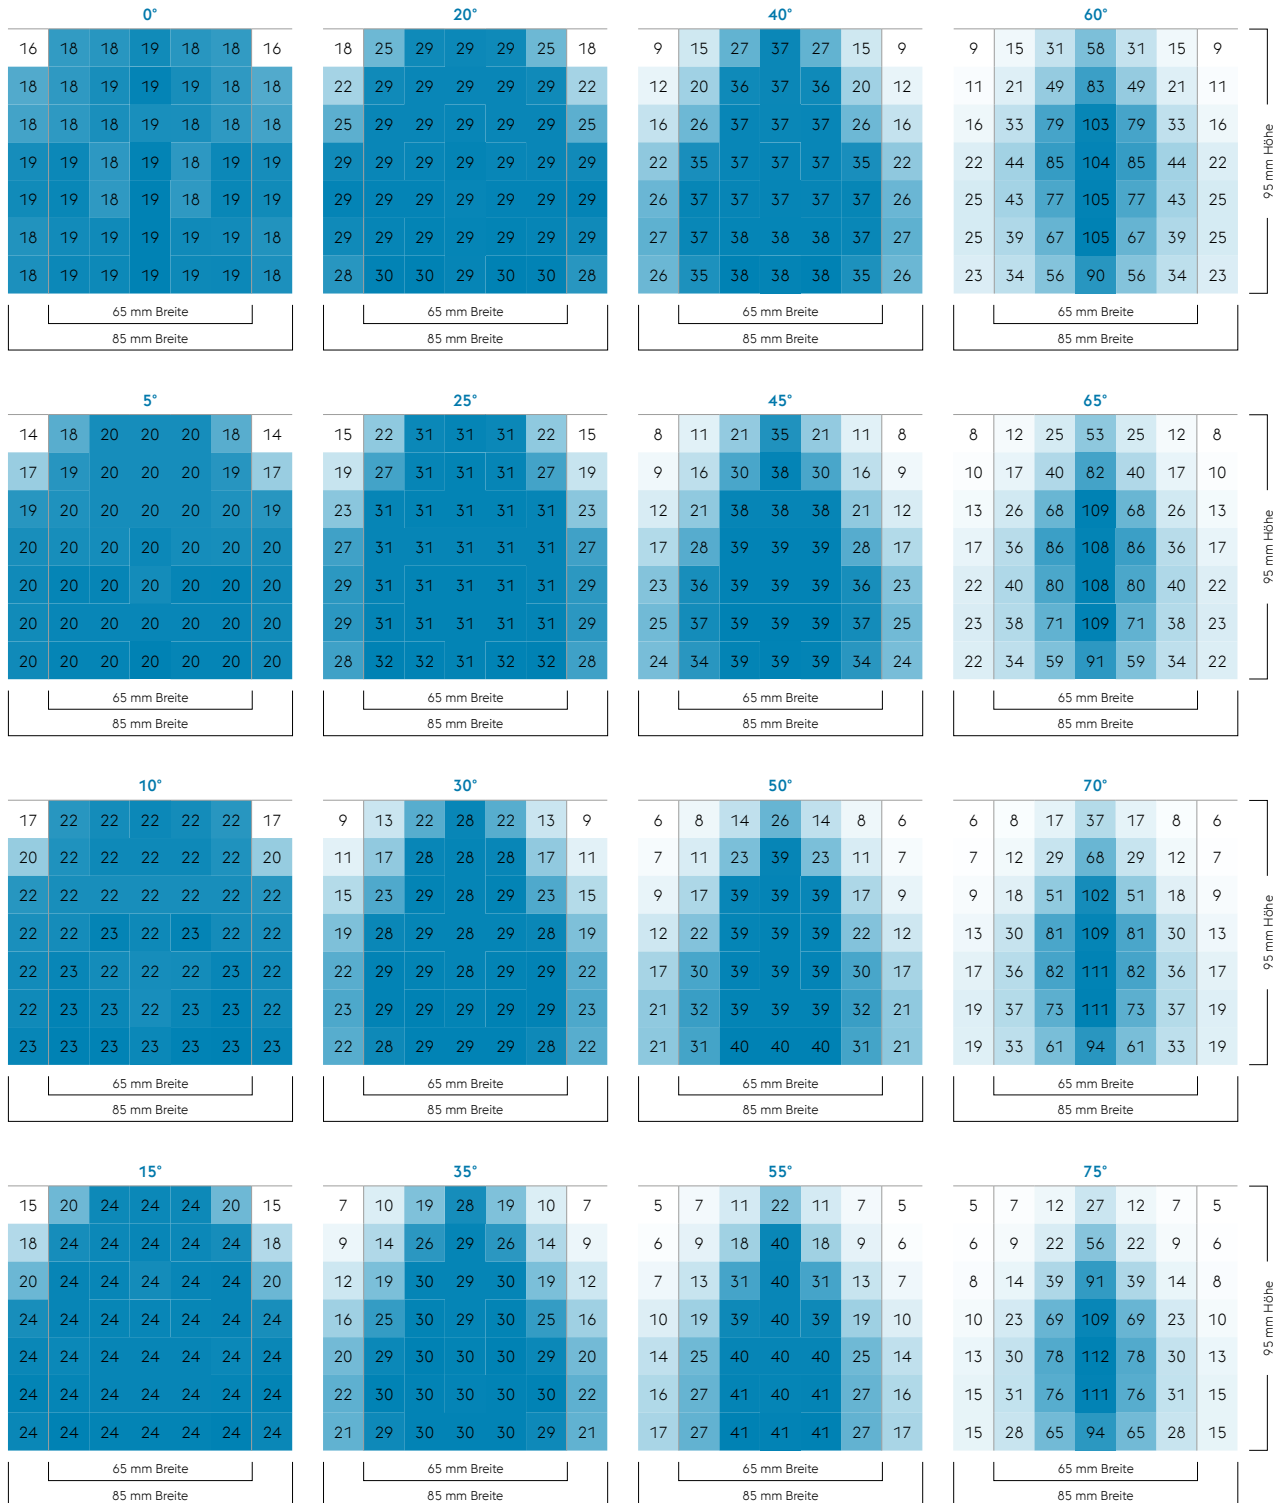 0° 20° 40° 60°
16 18 18 19 18 18 16 18 25 29 29 29 25 18 9 15 27 37 27 15 9 9 15 31 58 31 15 9
18 18 19 19 19 18 18 22 29 29 29 29 29 22 12 20 36 37 36 20 12 11 21 49 83 49 21 11
18 18 18 19 18 18 18 25 29 29 29 29 29 25 16 26 37 37 37 26 16 16 33 79 103 79 33 16
19 19 18 19 18 19 19 29 29 29 29 29 29 29 22 35 37 37 37 35 22 22 44 85 104 85 44 22
19 19 18 19 18 19 19 29 29 29 29 29 29 29 26 37 37 37 37 37 26 25 43 77 105 77 43 25
18 19 19 19 19 19 18 29 29 29 29 29 29 29 27 37 38 38 38 37 27 25 39 67 105 67 39 25
18 19 19 19 19 19 18 28 30 30 29 30 30 28 26 35 38 38 38 35 26 23 34 56 90 56 34 23
95 mm Höhe
65 mm Breite 65 mm Breite 65 mm Breite 65 mm Breite
85 mm Breite 85 mm Breite 85 mm Breite 85 mm Breite
5° 25° 45° 65°
14 18 20 20 20 18 14 15 22 31 31 31 22 15 8 11 21 35 21 11 8 8 12 25 53 25 12 8
17 19 20 20 20 19 17 19 27 31 31 31 27 19 9 16 30 38 30 16 9 10 17 40 82 40 17 10
19 20 20 20 20 20 19 23 31 31 31 31 31 23 12 21 38 38 38 21 12 13 26 68 109 68 26 13
20 20 20 20 20 20 20 27 31 31 31 31 31 27 17 28 39 39 39 28 17 17 36 86 108 86 36 17
20 20 20 20 20 20 20 29 31 31 31 31 31 29 23 36 39 39 39 36 23 22 40 80 108 80 40 22
20 20 20 20 20 20 20 29 31 31 31 31 31 29 25 37 39 39 39 37 25 23 38 71 109 71 38 23
20 20 20 20 20 20 20 28 32 32 31 32 32 28 24 34 39 39 39 34 24 22 34 59 91 59 34 22
95 mm Höhe
65 mm Breite 65 mm Breite 65 mm Breite 65 mm Breite
85 mm Breite 85 mm Breite 85 mm Breite 85 mm Breite
10° 30° 50° 70°
17 22 22 22 22 22 17 9 13 22 28 22 13 9 6 8 14 26 14 8 6 6 8 17 37 17 8 6
20 22 22 22 22 22 20 11 17 28 28 28 17 11 7 11 23 39 23 11 7 7 12 29 68 29 12 7
22 22 22 22 22 22 22 15 23 29 28 29 23 15 9 17 39 39 39 17 9 9 18 51 102 51 18 9
22 22 23 22 23 22 22 19 28 29 28 29 28 19 12 22 39 39 39 22 12 13 30 81 109 81 30 13
22 23 22 22 22 23 22 22 29 29 28 29 29 22 17 30 39 39 39 30 17 17 36 82 111 82 36 17
22 23 23 22 23 23 22 23 29 29 29 29 29 23 21 32 39 39 39 32 21 19 37 73 111 73 37 19
23 23 23 23 23 23 23 22 28 29 29 29 28 22 21 31 40 40 40 31 21 19 33 61 94 61 33 19
95 mm Höhe
65 mm Breite 65 mm Breite 65 mm Breite 65 mm Breite
85 mm Breite 85 mm Breite 85 mm Breite 85 mm Breite
15° 35° 55° 75°
15 20 24 24 24 20 15 7 10 19 28 19 10 7 5 7 11 22 11 7 5 5 7 12 27 12 7 5
18 24 24 24 24 24 18 9 14 26 29 26 14 9 6 9 18 40 18 9 6 6 9 22 56 22 9 6
20 24 24 24 24 24 20 12 19 30 29 30 19 12 7 13 31 40 31 13 7 8 14 39 91 39 14 8
24 24 24 24 24 24 24 16 25 30 29 30 25 16 10 19 39 40 39 19 10 10 23 69 109 69 23 10
24 24 24 24 24 24 24 20 29 30 30 30 29 20 14 25 40 40 40 25 14 13 30 78 112 78 30 13
24 24 24 24 24 24 24 22 30 30 30 30 30 22 16 27 41 40 41 27 16 15 31 76 111 76 31 15
24 24 24 24 24 24 24 21 29 30 30 30 29 21 17 27 41 41 41 27 17 15 28 65 94 65 28 15
95 mm Höhe
65 mm Breite 65 mm Breite 65 mm Breite 65 mm Breite
85 mm Breite 85 mm Breite 85 mm Breite 85 mm Breite